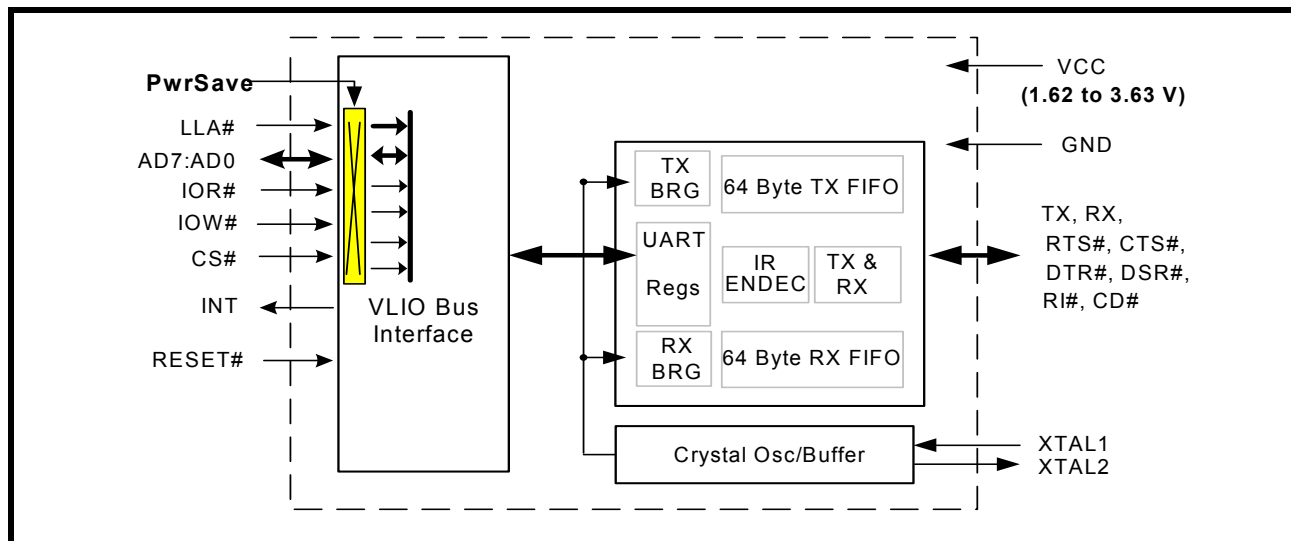 PwrSave
LLA#
AD7:AD0
IOR#
IOW#
CS#
INT
RESET#
VLIO Bus
Interface
TX
BRG
64 Byte TX FIFO
UART
Regs
IR
ENDEC
TX &
RX
RX
BRG
64 Byte RX FIFO
Crystal Osc/Buffer
VCC
(1.62 to 3.63 V)
GND
TX, RX,
RTS#, CTS#,
DTR#, DSR#,
RI#, CD#
XTAL1
XTAL2